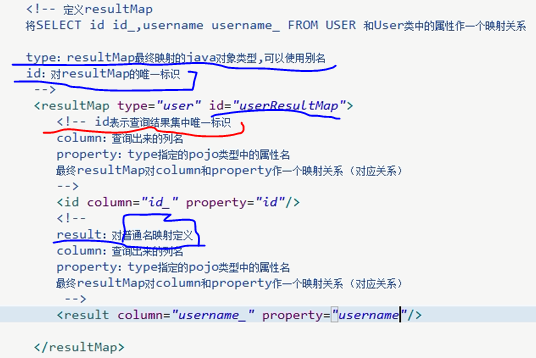 <!-- 定义resultMap
将SELECT id id_,username username_ FROM USER 和User类中的属性作一个映射关系
type：resultMap最终映射的java对象类型,可以使用别名
id：对resultMap的唯一标识
-->
<resultMap type="user" id="userResultMap">
<!-- id表示查询结果集中唯一标识
column：查询出来的列名
property：type指定的pojo类型中的属性名
最终resultMap对column和property作一个映射关系（对应关系）
-->
<id column="id_" property="id"/>
<!--
result：对普通名映射定义
column：查询出来的列名
property：type指定的pojo类型中的属性名
最终resultMap对column和property作一个映射关系（对应关系）
-->
<result column="username_" property="username"/>
</resultMap>